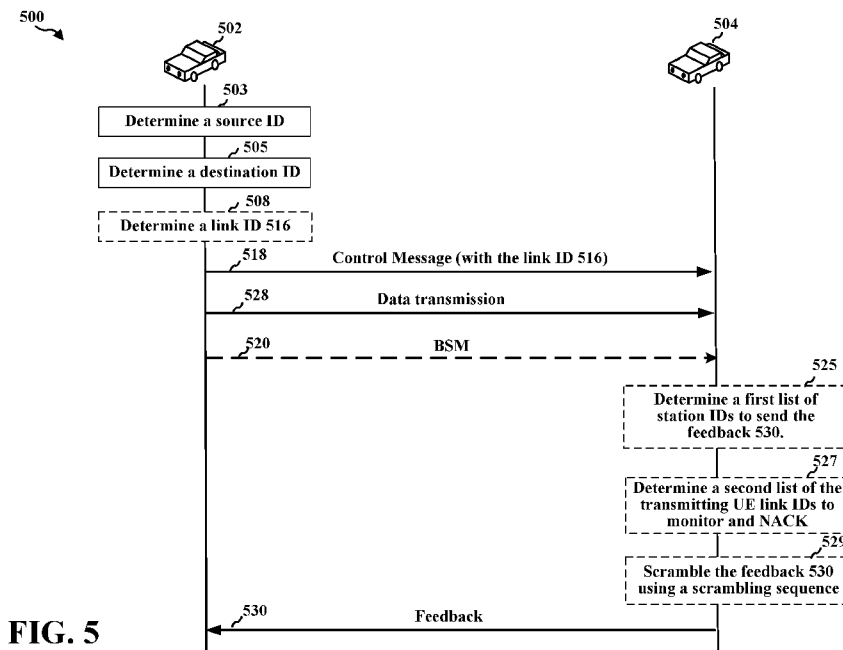 500
502
504
503
Determine a source ID
505
Determine a destination ID
508
Determine a link ID 516
518
Control Message (with the link ID 516)
528
Data transmission
520
BSM
525
Determine a first list of
station IDs to send the
feedback 530.
527
Determine a second list of the
transmitting UE link IDs to
monitor and NACK
529
Scramble the feedback 530
using a scrambling sequence
530
Feedback
FIG. 5